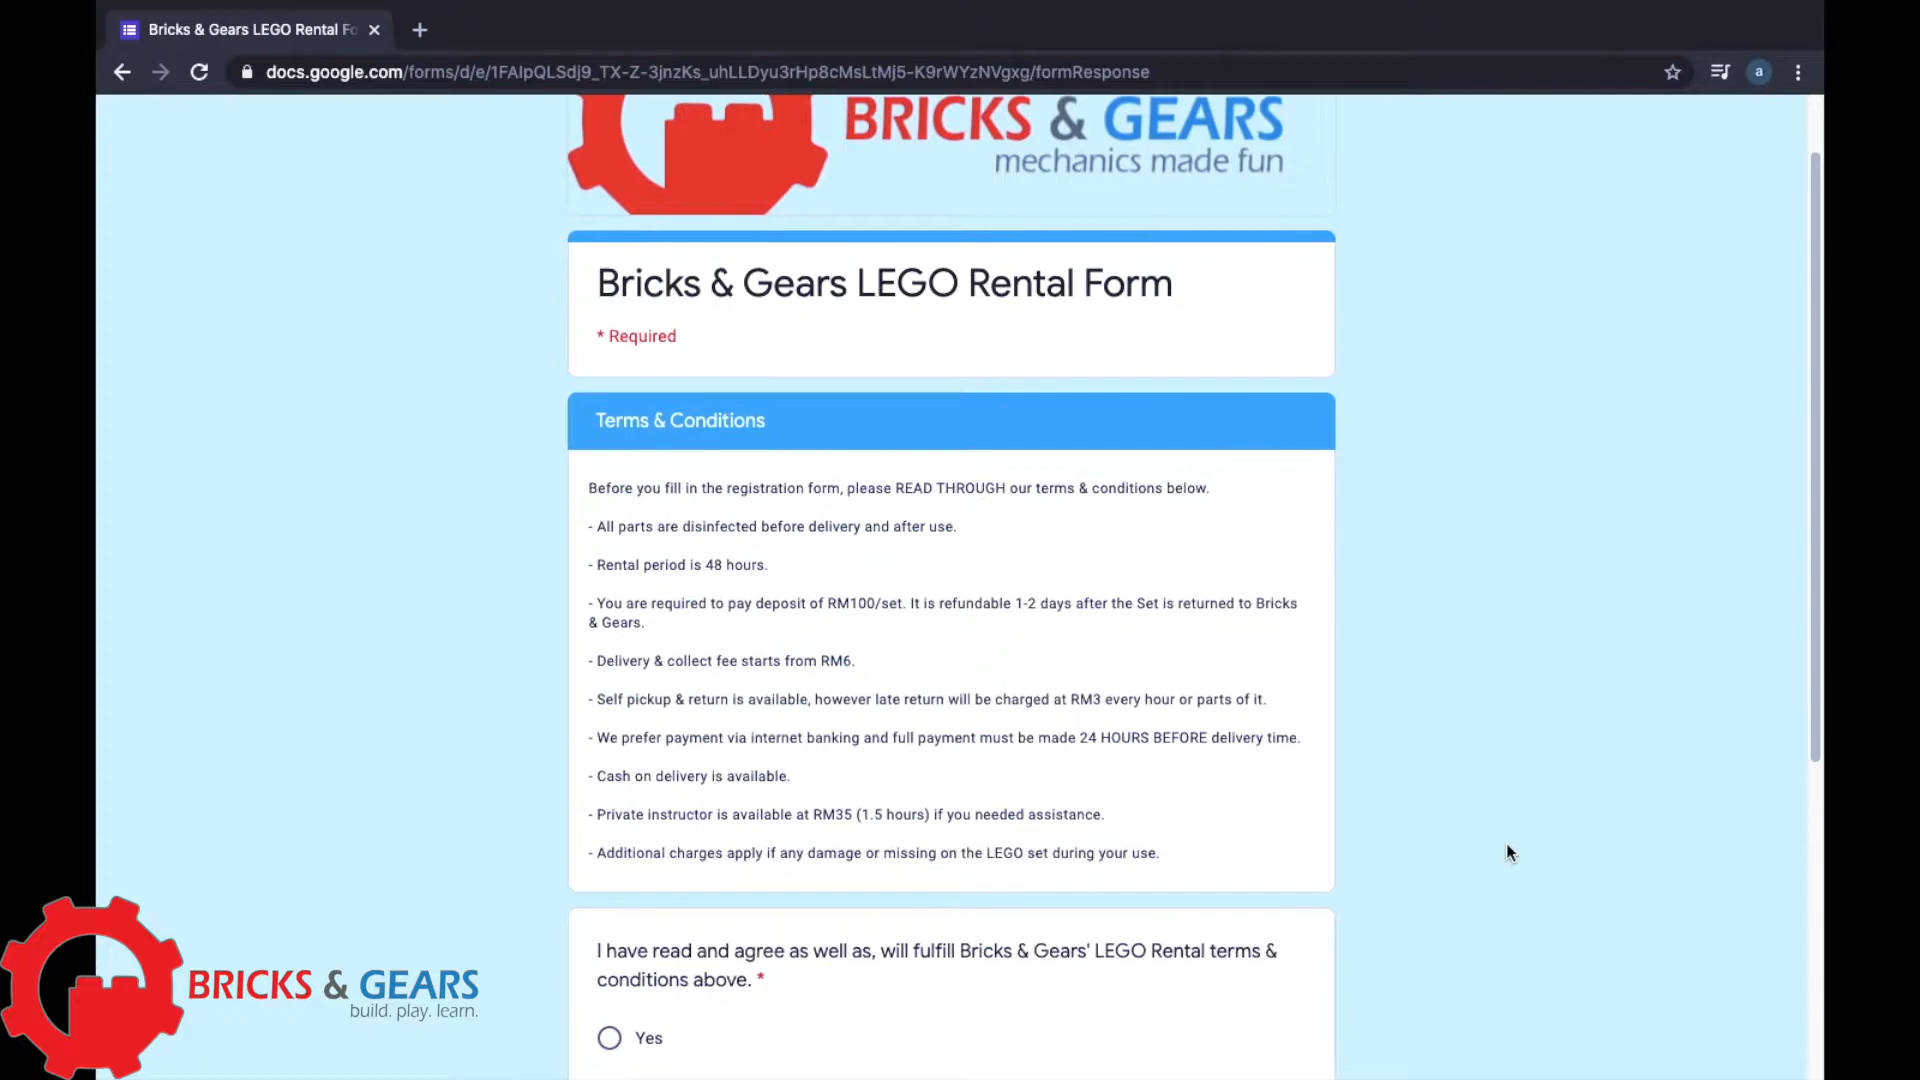 Bricks & Gears LEGO Rental Fo
docs.google.com/forms/d/e/1FAIpQLSdj9_TX-Z-3jnzKs_uhLLDyu3rHp8cMsLtMj5-K9rWYzNVgxg/formResponse
a
BRICKS & GEARS
mechanics made fun
Bricks & Gears LEGO Rental Form
* Required
Terms & Conditions
Before you fill in the registration form, please READ THROUGH our terms & conditions below.
- All parts are disinfected before delivery and after use.
- Rental period is 48 hours.
- You are required to pay deposit of RM100/set. It is refundable 1-2 days after the Set is returned to Bricks
& Gears.
- Delivery & collect fee starts from RM6.
- Self pickup & return is available, however late return will be charged at RM3 every hour or parts of it.
- We prefer payment via internet banking and full payment must be made 24 HOURS BEFORE delivery time.
- Cash on delivery is available.
- Private instructor is available at RM35 (1.5 hours) if you needed assistance.
- Additional charges apply if any damage or missing on the LEGO set during your use.
I have read and agree as well as, will fulfill Bricks & Gears' LEGO Rental terms &
conditions above. *
Yes
BRICKS & GEARS
build. play. learn.